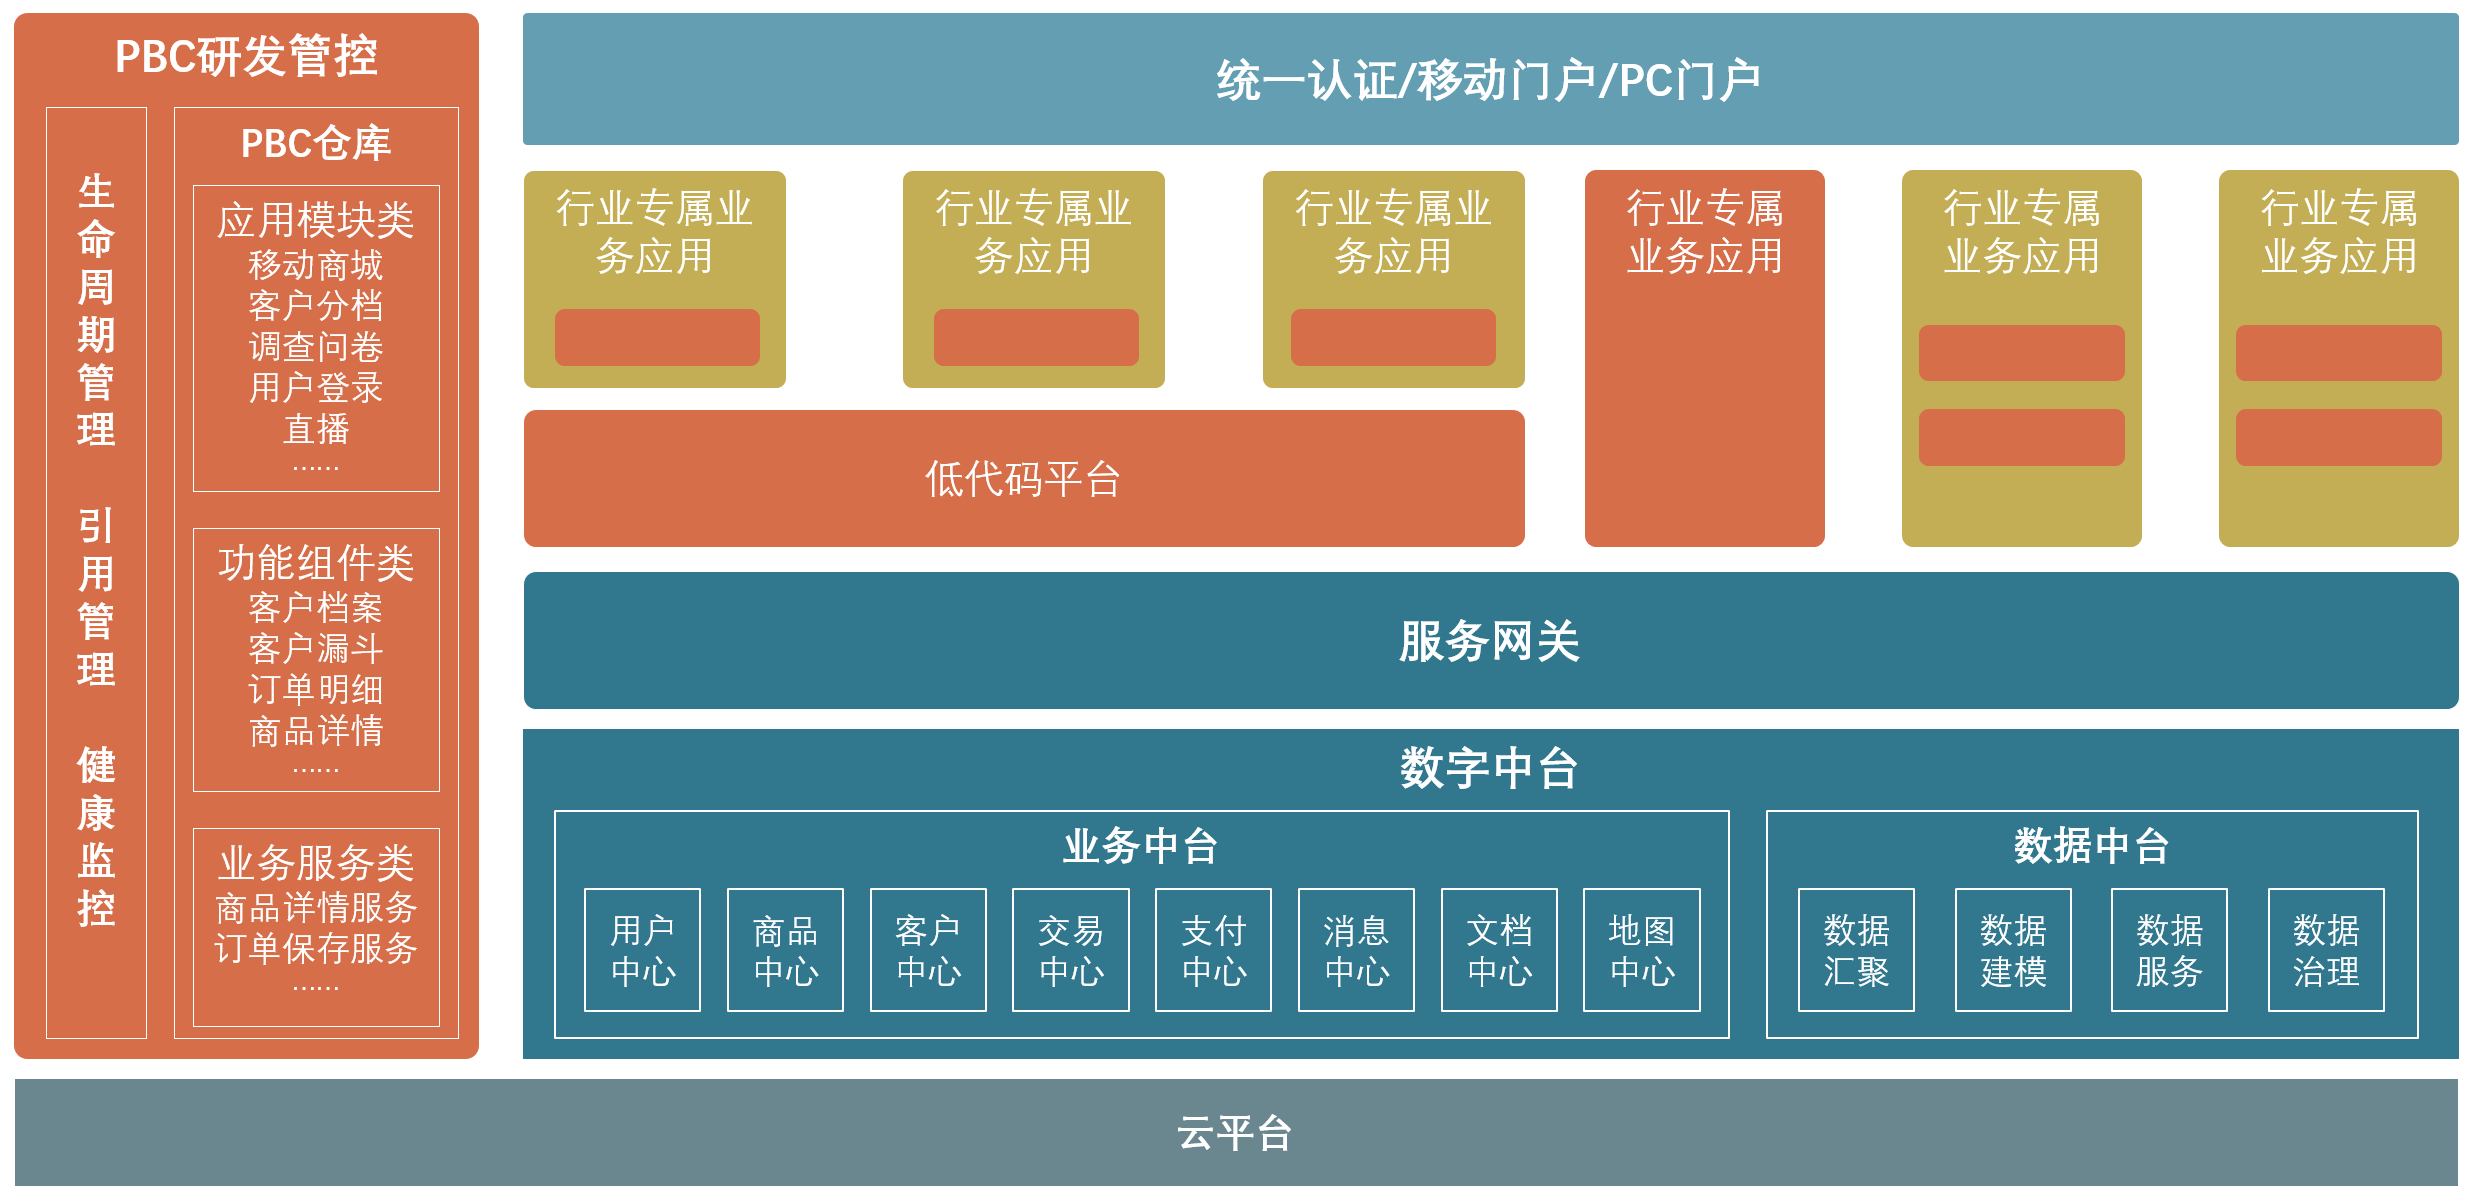 PBC研发管控
生
命
周
期
管
理
引
用
管
理
健
康
监
控
PBC仓库
应用模块类
移动商城
客户分档
调查问卷
用户登录
直播
......
功能组件类
客户档案
客户漏斗
订单明细
商品详情
......
业务服务类
商品详情服务
订单保存服务
......
统一认证/移动门户/PC门户
行业专属业
务应用
行业专属业
务应用
行业专属业
务应用
行业专属
业务应用
行业专属
业务应用
行业专属
业务应用
低代码平台
服务网关
数字中台
业务中台
用户
中心
商品
中心
客户
中心
交易
中心
支付
中心
消息
中心
文档
中心
地图
中心
数据中台
数据
汇聚
数据
建模
数据
服务
数据
治理
云平台